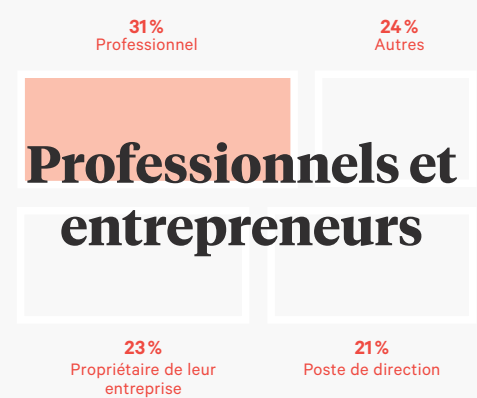 31 %
Professionnel
24 %
Autres
Professionnels et
entrepreneurs
23 %
Propriétaire de leur
entreprise
21 %
Poste de direction